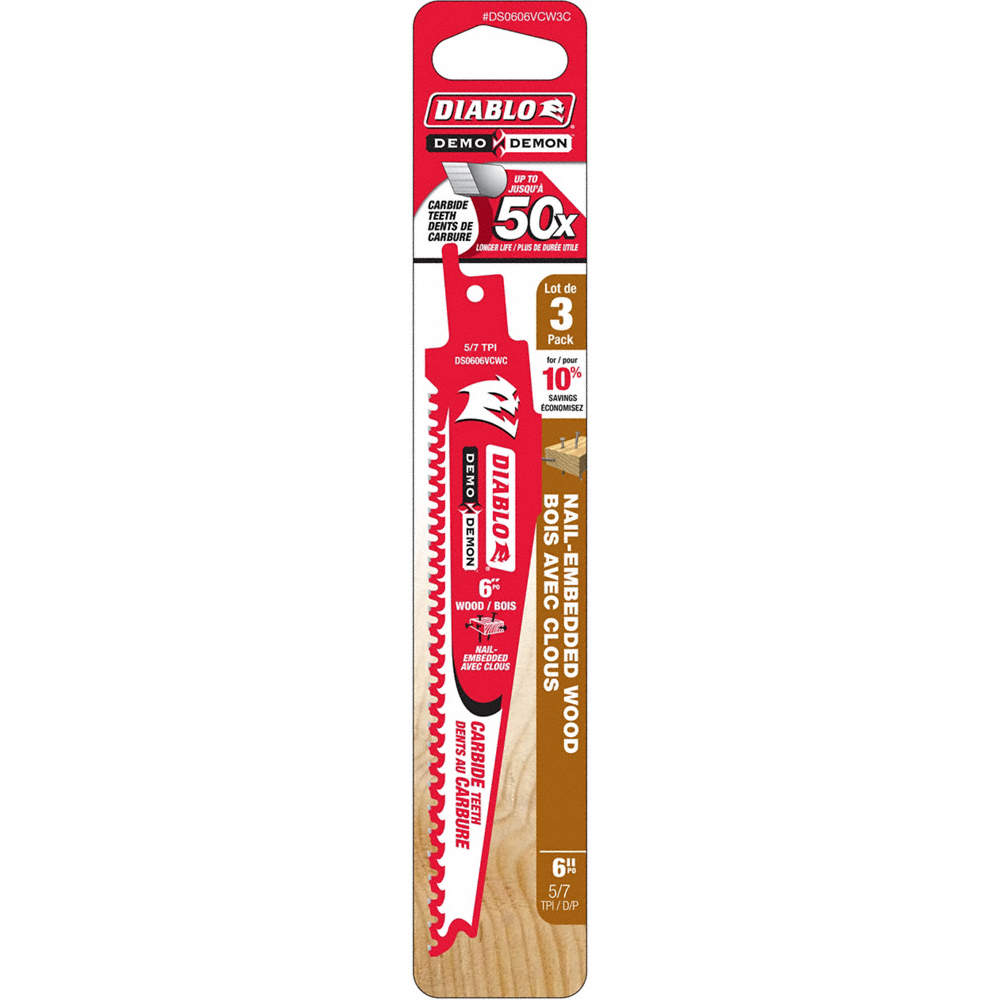 #DS0606VCW3C
DIABLO
DEMO DEMON
CARBIDE
TEETH
DENTS DE
CARBURE
UP TO
JUSQU'À
50x
LONGER LIFE / PLUS DE DURÉE UTILE
Lot de
3
Pack
for / pour
10%
SAVINGS
ÉCONOMISEZ
5/7 TPI
DS0606VCWC
DIABLO
DEMO DEMON
6" PO
WOOD / BOIS
NAIL-
EMBEDDED
AVEC CLOUS
CARBIDE TEETH
DENTS AU CARBURE
NAIL-EMBEDDED WOOD
BOIS AVEC CLOUS
6" PO
5/7
TPI / D/P